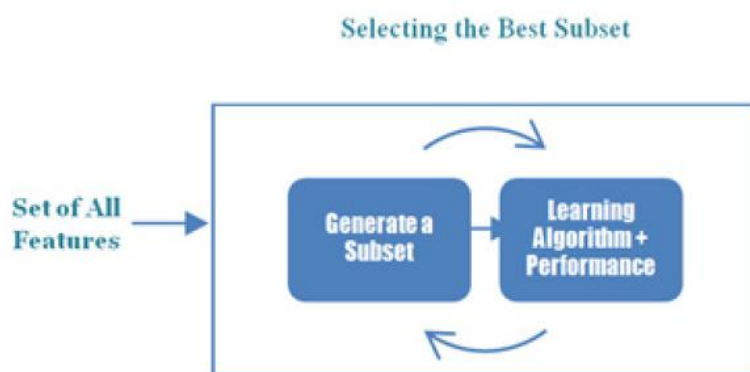 Selecting the Best Subset
Set of All
Features
Generate a
Subset
Learning
Algorithm +
Performance